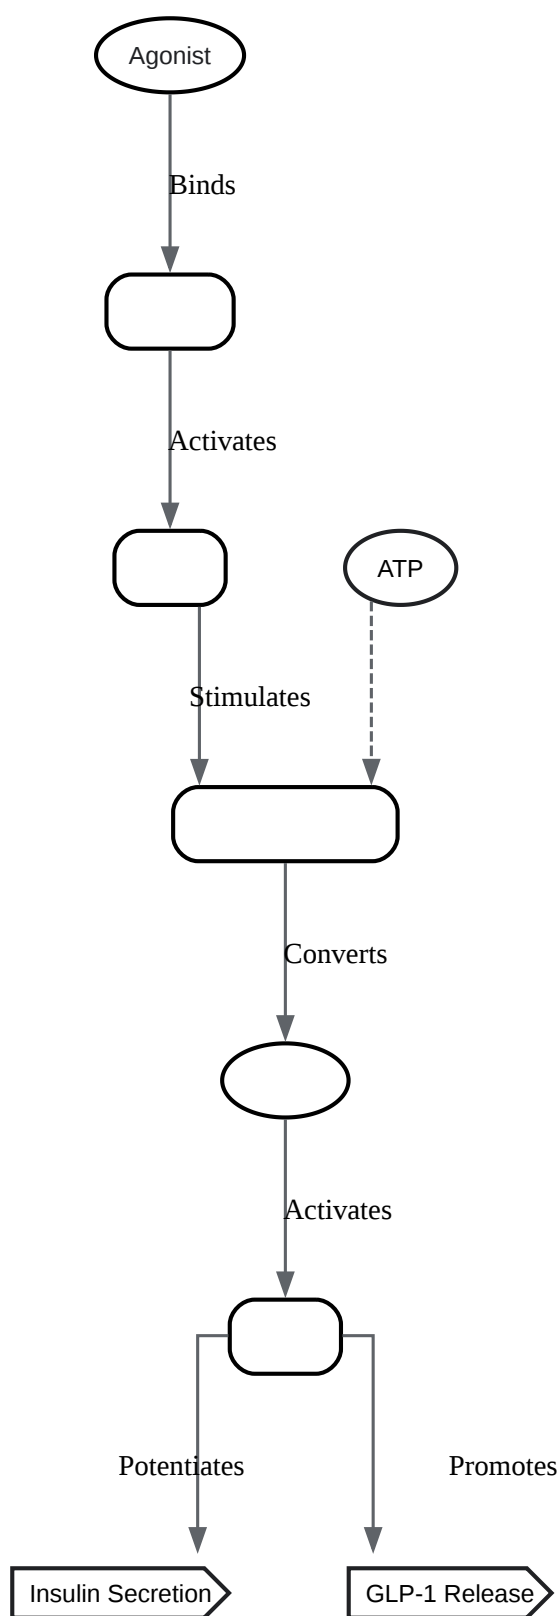 Agonist
Binds
Activates
ATP
Stimulates
Converts
Activates
Potentiates
Promotes
Insulin Secretion
GLP-1 Release